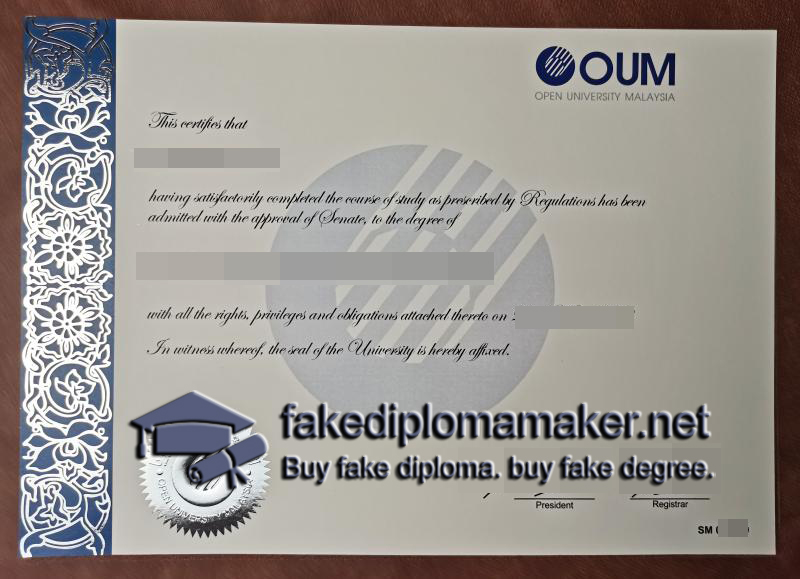 OUM
OPEN UNIVERSITY MALAYSIA
This certifies that
having satisfactorily completed the course of study as prescribed by Regulations has been
admitted with the approval of Senate, to the degree of
with all the rights, privileges and obligations attached thereto on
In witness whereof, the seal of the University is hereby affixed.
fakediplomamaker.net
Buy fake diploma. buy fake degree.
OPEN UNIVERSITY MALAYSIA
President
Registrar
SM